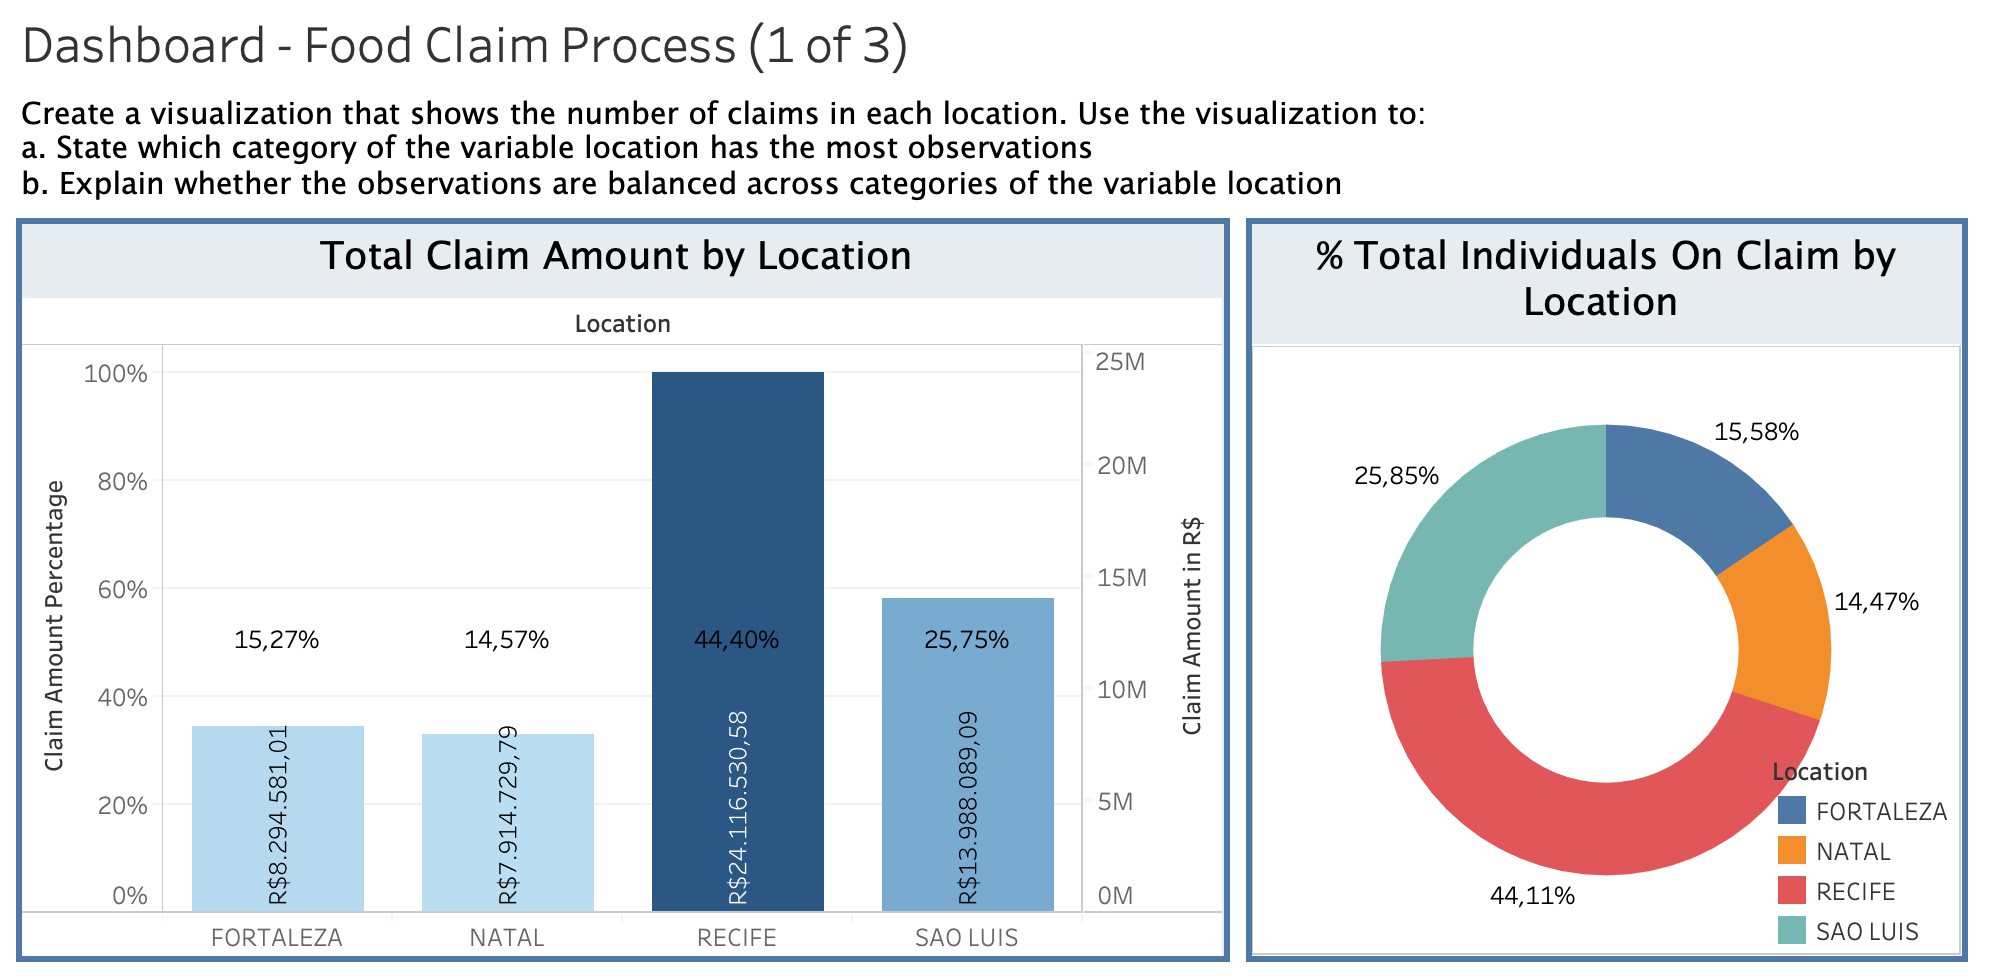 Dashboard - Food Claim Process (1 of 3)
Create a visualization that shows the number of claims in each location. Use the visualization to:
a. State which category of the variable location has the most observations
b. Explain whether the observations are balanced across categories of the variable location
Total Claim Amount by Location
Location
Claim Amount Percentage
100%
80%
60%
40%
20%
0%
15,27%
14,57%
44,40%
25,75%
R$8.294.581,01
R$7.914.729,79
R$24.116.530,58
R$13.988.089,09
25M
20M
15M
10M
5M
0M
Claim Amount in R$
FORTALEZA
NATAL
RECIFE
SAO LUIS
% Total Individuals On Claim by
Location
15,58%
25,85%
14,47%
44,11%
Location
FORTALEZA
NATAL
RECIFE
SAO LUIS